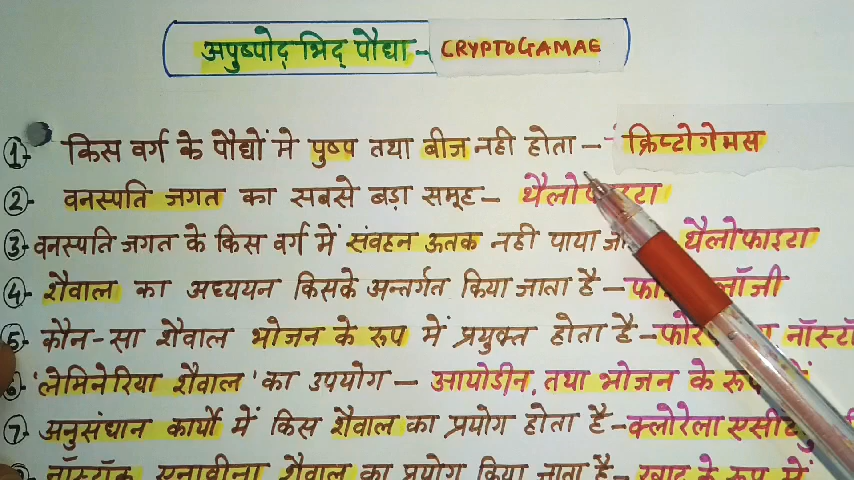 अपुष्पोद् भिद् पौद्या - CRYPTOGAMAE
1- किस वर्ग के पौद्यों मे पुष्प तथा बीज नही होता - क्रिप्टोगेमस
2- वनस्पति जगत का सबसे बड़ा समूह -
3- वनस्पति जगत के किस वर्ग में संवहन ऊतक नही पाया थैलोफाइटा
4- शैवाल का अध्ययन किसके अन्तर्गत किया जाता है -
5- कौन-सा शैवाल भोजन के रूप में प्रयुक्त होता है -
6- 'लेमिनेरिया शैवाल' का उपयोग - आयोडीन, तथा भोजन के
7- अनुसंधान कार्यो में किस शैवाल का प्रयोग होता है - क्लोरेला
नॉस्टॉक एनाबीना शैवाल का प्रयोग किया जाता है - खाद के रूप में